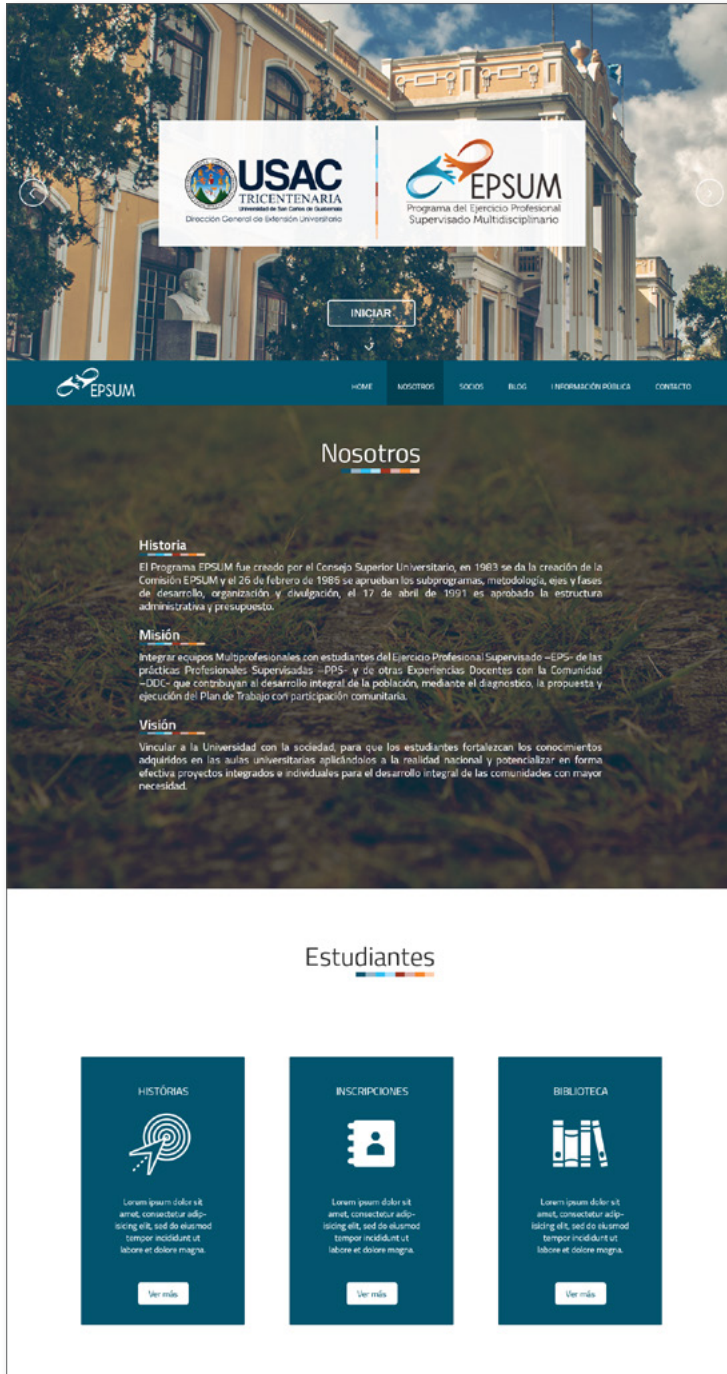 USAC
TRICENTENARIA
Universidad de San Carlos de Guatemala
Dirección General de Extensión Universitaria
EPSUM
Programa del Ejercicio Profesional
Supervisado Multidisciplinario
INICIAR
EPSUM
HOME
NOSOTROS
SOCIOS
BLOG
INFORMACIÓN PÚBLICA
CONTACTO
Nosotros
Historia
El Programa EPSUM fue creado por el Consejo Superior Universitario, en 1983 se da la creación de la
Comisión EPSUM y el 26 de febrero de 1986 se aprueban los subprogramas, metodología, ejes y fases
de desarrollo, organización y divulgación, el 17 de abril de 1991 es aprobado la estructura
administrativa y presupuesto.
Misión
Integrar equipos Multiprofesionales con estudiantes del Ejercicio Profesional Supervisado –EPS- de las
prácticas Profesionales Supervisadas –PPS- y de otras Experiencias Docentes con la Comunidad
–DDC- que contribuyan al desarrollo integral de la población, mediante el diagnostico, la propuesta y
ejecución del Plan de Trabajo con participación comunitaria.
Visión
Vincular a la Universidad con la sociedad, para que los estudiantes fortalezcan los conocimientos
adquiridos en las aulas universitarias aplicándolos a la realidad nacional y potencializar en forma
efectiva proyectos integrados e individuales para el desarrollo integral de las comunidades con mayor
necesidad.
Estudiantes
HISTÓRIAS
Lorem ipsum dolor sit
amet, consectetur adip-
isicing elit, sed do eiusmod
tempor incididunt ut
labore et dolore magna.
Ver más
INSCRIPCIONES
Lorem ipsum dolor sit
amet, consectetur adip-
isicing elit, sed do eiusmod
tempor incididunt ut
labore et dolore magna.
Ver más
BIBLIOTECA
Lorem ipsum dolor sit
amet, consectetur adip-
isicing elit, sed do eiusmod
tempor incididunt ut
labore et dolore magna.
Ver más